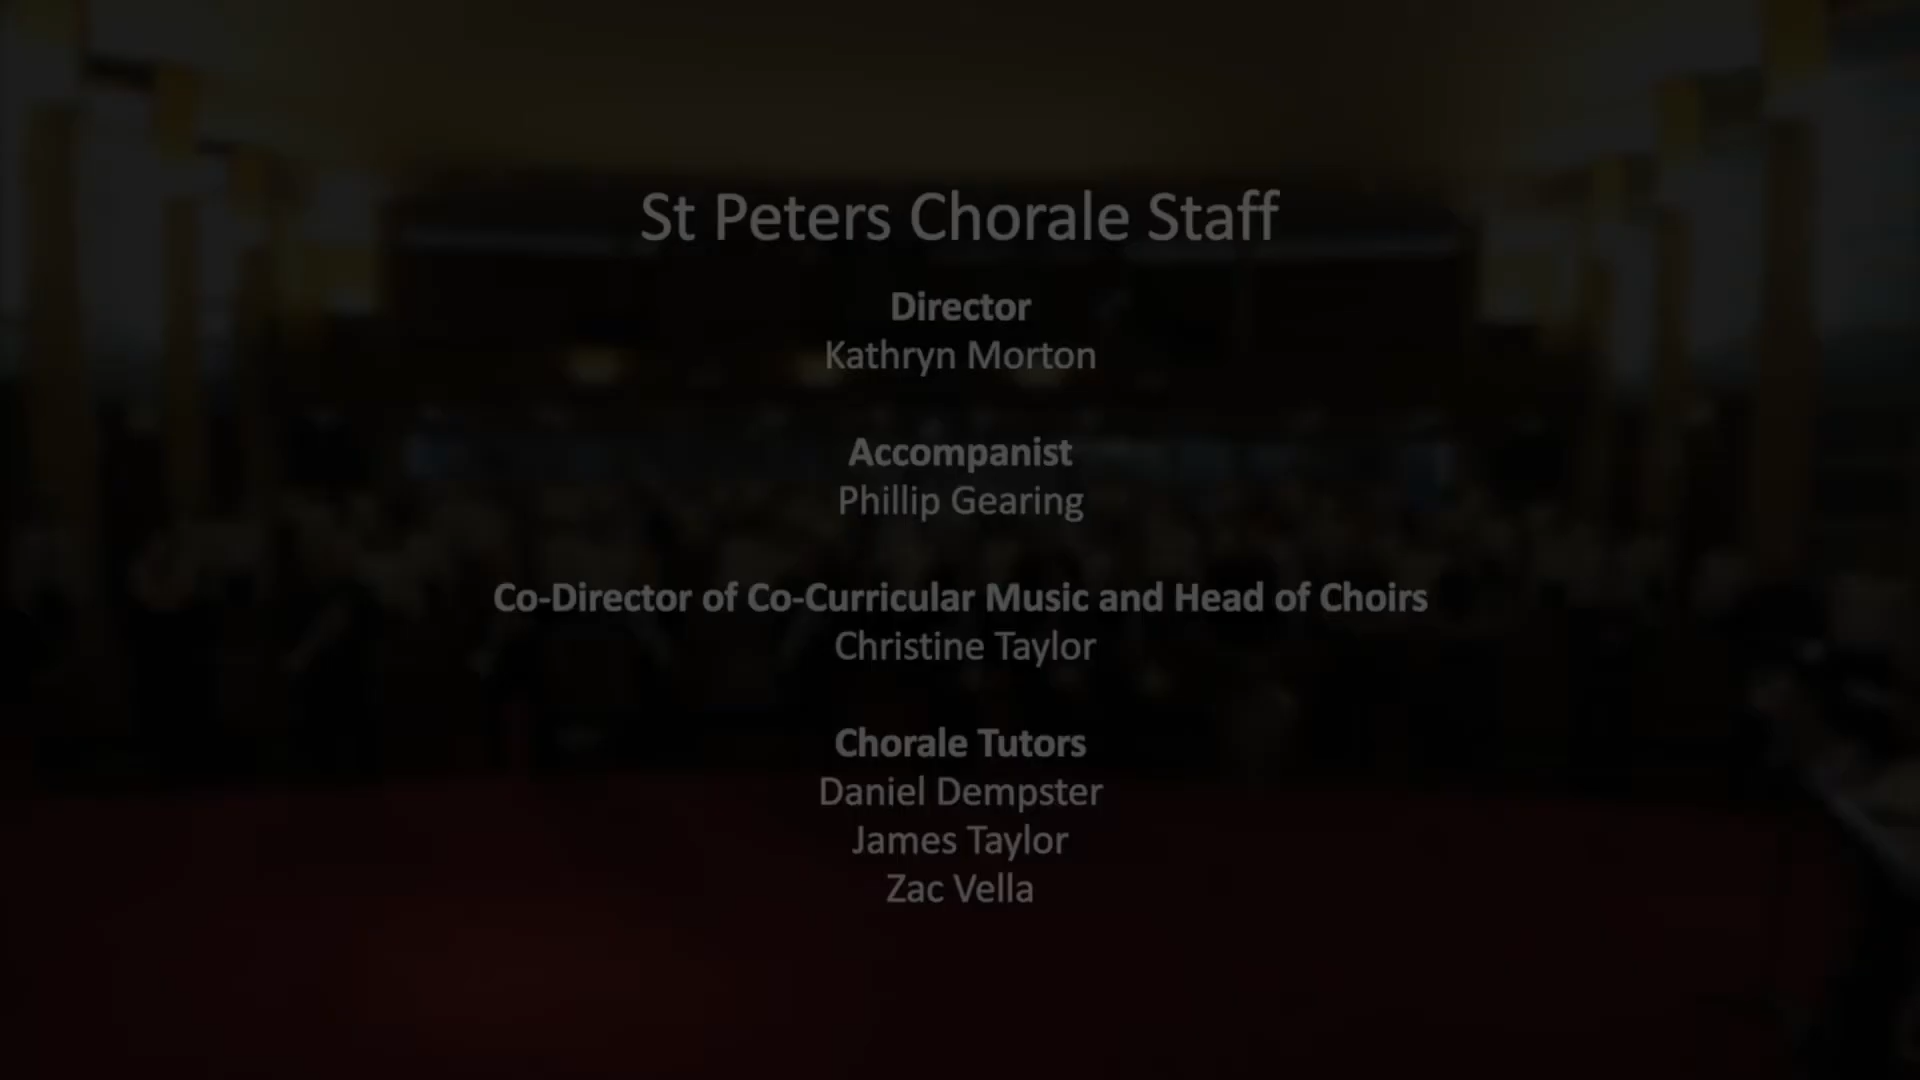 St Peters Chorale Staff
Director
Kathryn Morton
Accompanist
Phillip Gearing
Co-Director of Co-Curricular Music and Head of Choirs
Christine Taylor
Chorale Tutors
Daniel Dempster
James Taylor
Zac Vella